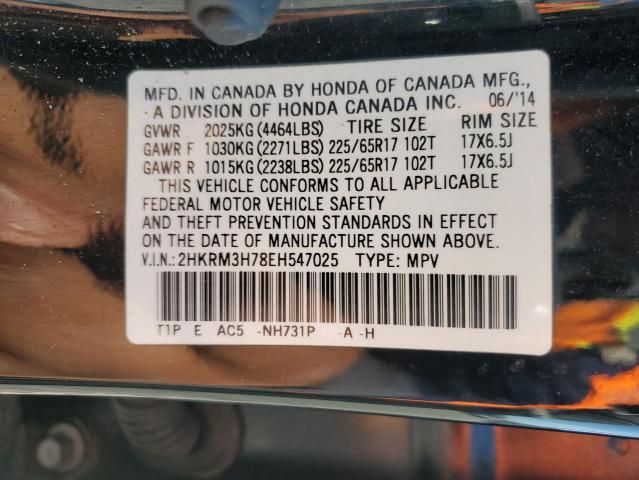 MFD. IN CANADA BY HONDA OF CANADA MFG.,
A DIVISION OF HONDA CANADA INC. 06/'14
GVWR 2025KG (4464LBS) TIRE SIZE RIM SIZE
GAWR F 1030KG (2271LBS) 225/65R17 102T 17X6.5J
GAWR R 1015KG (2238LBS) 225/65R17 102T 17X6.5J
THIS VEHICLE CONFORMS TO ALL APPLICABLE
FEDERAL MOTOR VEHICLE SAFETY
AND THEFT PREVENTION STANDARDS IN EFFECT
ON THE DATE OF MANUFACTURE SHOWN ABOVE.
V.I.N.: 2HKRM3H78EH547025 TYPE: MPV
T1P E AC5 -NH731P -A -H